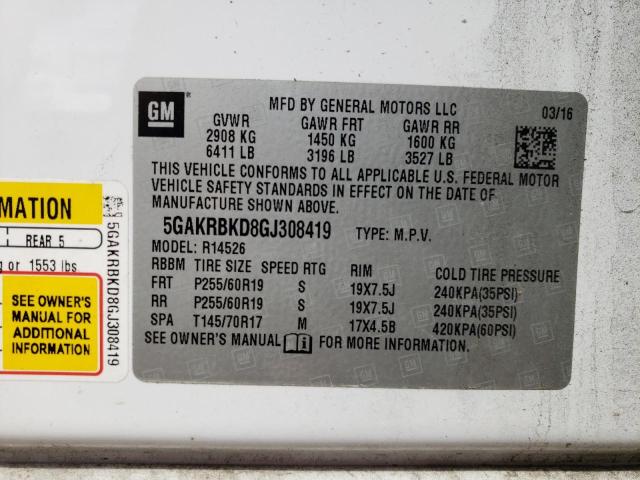 GM
MFD BY GENERAL MOTORS LLC 03/16
GVWR GAWR FRT GAWR RR
2908 KG 1450 KG 1600 KG
6411 LB 3196 LB 3527 LB
THIS VEHICLE CONFORMS TO ALL APPLICABLE U.S. FEDERAL MOTOR
VEHICLE SAFETY STANDARDS IN EFFECT ON THE DATE OF
MANUFACTURE SHOWN ABOVE.
5GAKRBKD8GJ308419 TYPE: M.P.V.
MODEL: R14526
RBBM TIRE SIZE SPEED RTG RIM COLD TIRE PRESSURE
FRT P255/60R19 S 19X7.5J 240KPA(35PSI)
RR P255/60R19 S 19X7.5J 240KPA(35PSI)
SPA T145/70R17 M 17X4.5B 420KPA(60PSI)
SEE OWNER'S MANUAL i FOR MORE INFORMATION.
MATION
REAR 5
or 1553 lbs
SEE OWNER'S
MANUAL FOR
ADDITIONAL
INFORMATION
5GAKRBKD8GJ308419